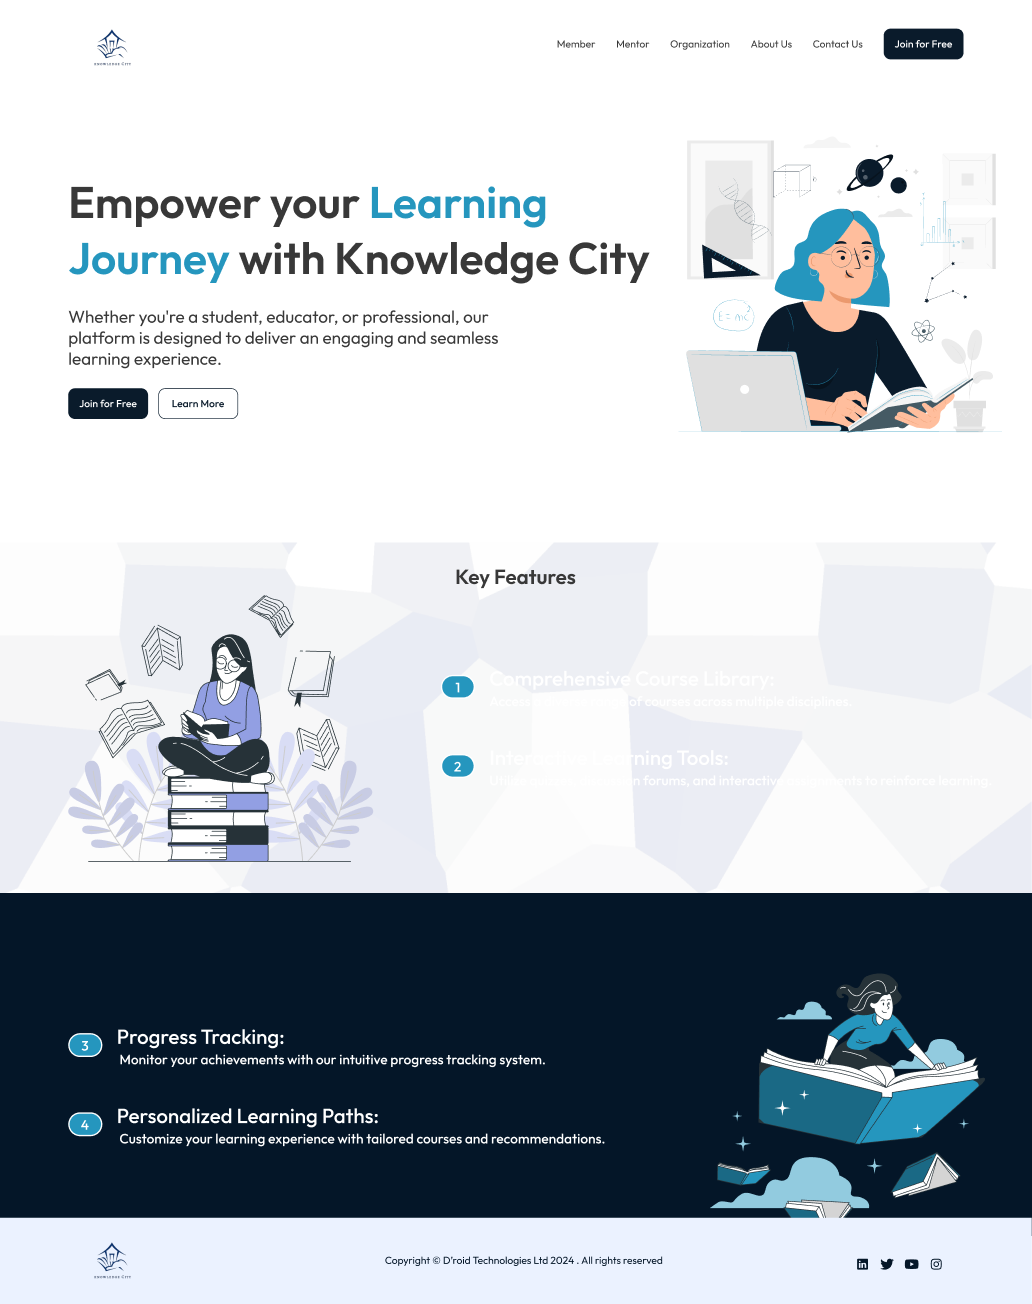 KNOWLEDGE CITY
Member Mentor Organization About Us Contact Us Join for Free
Empower your Learning
Journey with Knowledge City
Whether you're a student, educator, or professional, our
platform is designed to deliver an engaging and seamless
learning experience.
Join for Free Learn More
E = MC²
Key Features
1 Comprehensive Course Library:
Access of courses across multiple disciplines.
2 Interactive Learning Tools:
forums, and interactive to reinforce learning.
3 Progress Tracking:
Monitor your achievements with our intuitive progress tracking system.
4 Personalized Learning Paths:
Customize your learning experience with tailored courses and recommendations.
KNOWLEDGE CITY
Copyright © D'roid Technologies Ltd 2024 . All rights reserved